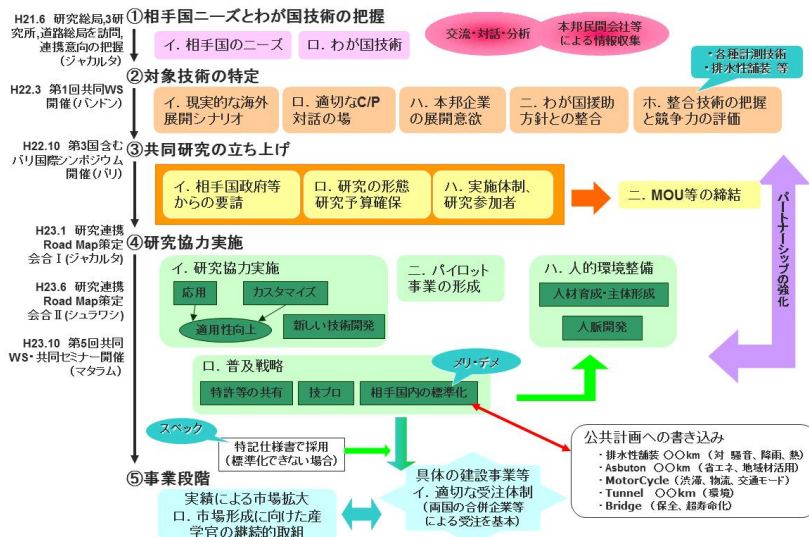 H21.6 研究総局,3研
究所,道路総局を訪問,
連携意向の把握
(ジャカルタ)
①相手国ニーズとわが国技術の把握
イ. 相手国のニーズ
ロ. わが国技術
交流・対話・分析
本邦民間会社等
による情報収集
・各種計測技術
・排水性舗装 等
②対象技術の特定
H22.3 第1回共同WS
開催(バンドン)
イ. 現実的な海外
展開シナリオ
ロ. 適切なC/P
対話の場
ハ. 本邦企業
の展開意欲
ニ. わが国援助
方針との整合
ホ. 整合技術の把握
と競争力の評価
H22.10 第3国含む
バリ国際シンポジウム
開催(バリ)
③共同研究の立ち上げ
イ. 相手国政府等
からの要請
ロ. 研究の形態
研究予算確保
ハ. 実施体制、
研究参加者
ニ. MOU等の締結
パートナーシップの強化
H23.1 研究連携
Road Map策定
会合Ⅰ(ジャカルタ)
④研究協力実施
イ. 研究協力実施
応用
カスタマイズ
適用性向上
新しい技術開発
ニ. パイロット
事業の形成
ハ. 人的環境整備
人材育成・主体形成
人脈開発
H23.6 研究連携
Road Map策定
会合Ⅱ(シュラワシ)
H23.10 第5回共同
WS・共同セミナー開催
(マタラム)
ロ. 普及戦略
メリ・デメ
特許等の共有
技プロ
相手国内の標準化
スペック
特記仕様書で採用
(標準化できない場合)
公共計画への書き込み
・排水性舗装 〇〇km (対 騒音、降雨、熱)
・Asbuton 〇〇km (省エネ、地域材活用)
・MotorCycle (渋滞、物流、交通モード)
・Tunnel 〇〇km (環境)
・Bridge (保全、超寿命化)
⑤事業段階
実績による市場拡大
ロ. 市場形成に向けた産
学官の継続的取組
具体の建設事業等
イ. 適切な受注体制
(両国の合併企業等
による受注を基本)